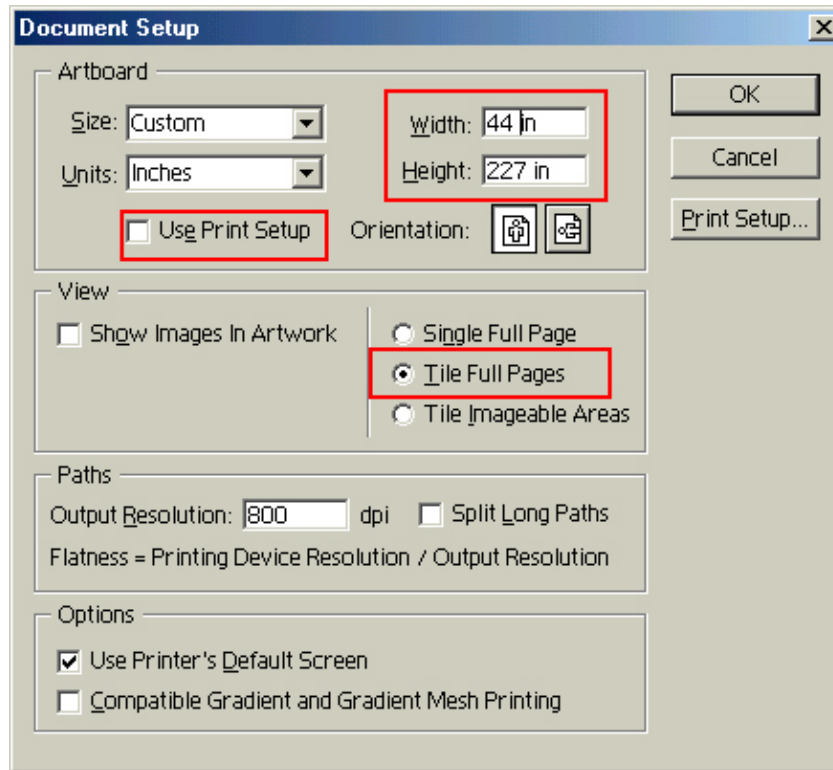 Document Setup
Artboard
Size: Custom
Width: 44 in
OK
Units: Inches
Height: 227 in
Cancel
Use Print Setup
Orientation:
Print Setup...
View
Show Images In Artwork
Single Full Page
Tile Full Pages
Tile Imageable Areas
Paths
Output Resolution: 800 dpi
Split Long Paths
Flatness = Printing Device Resolution / Output Resolution
Options
Use Printer's Default Screen
Compatible Gradient and Gradient Mesh Printing